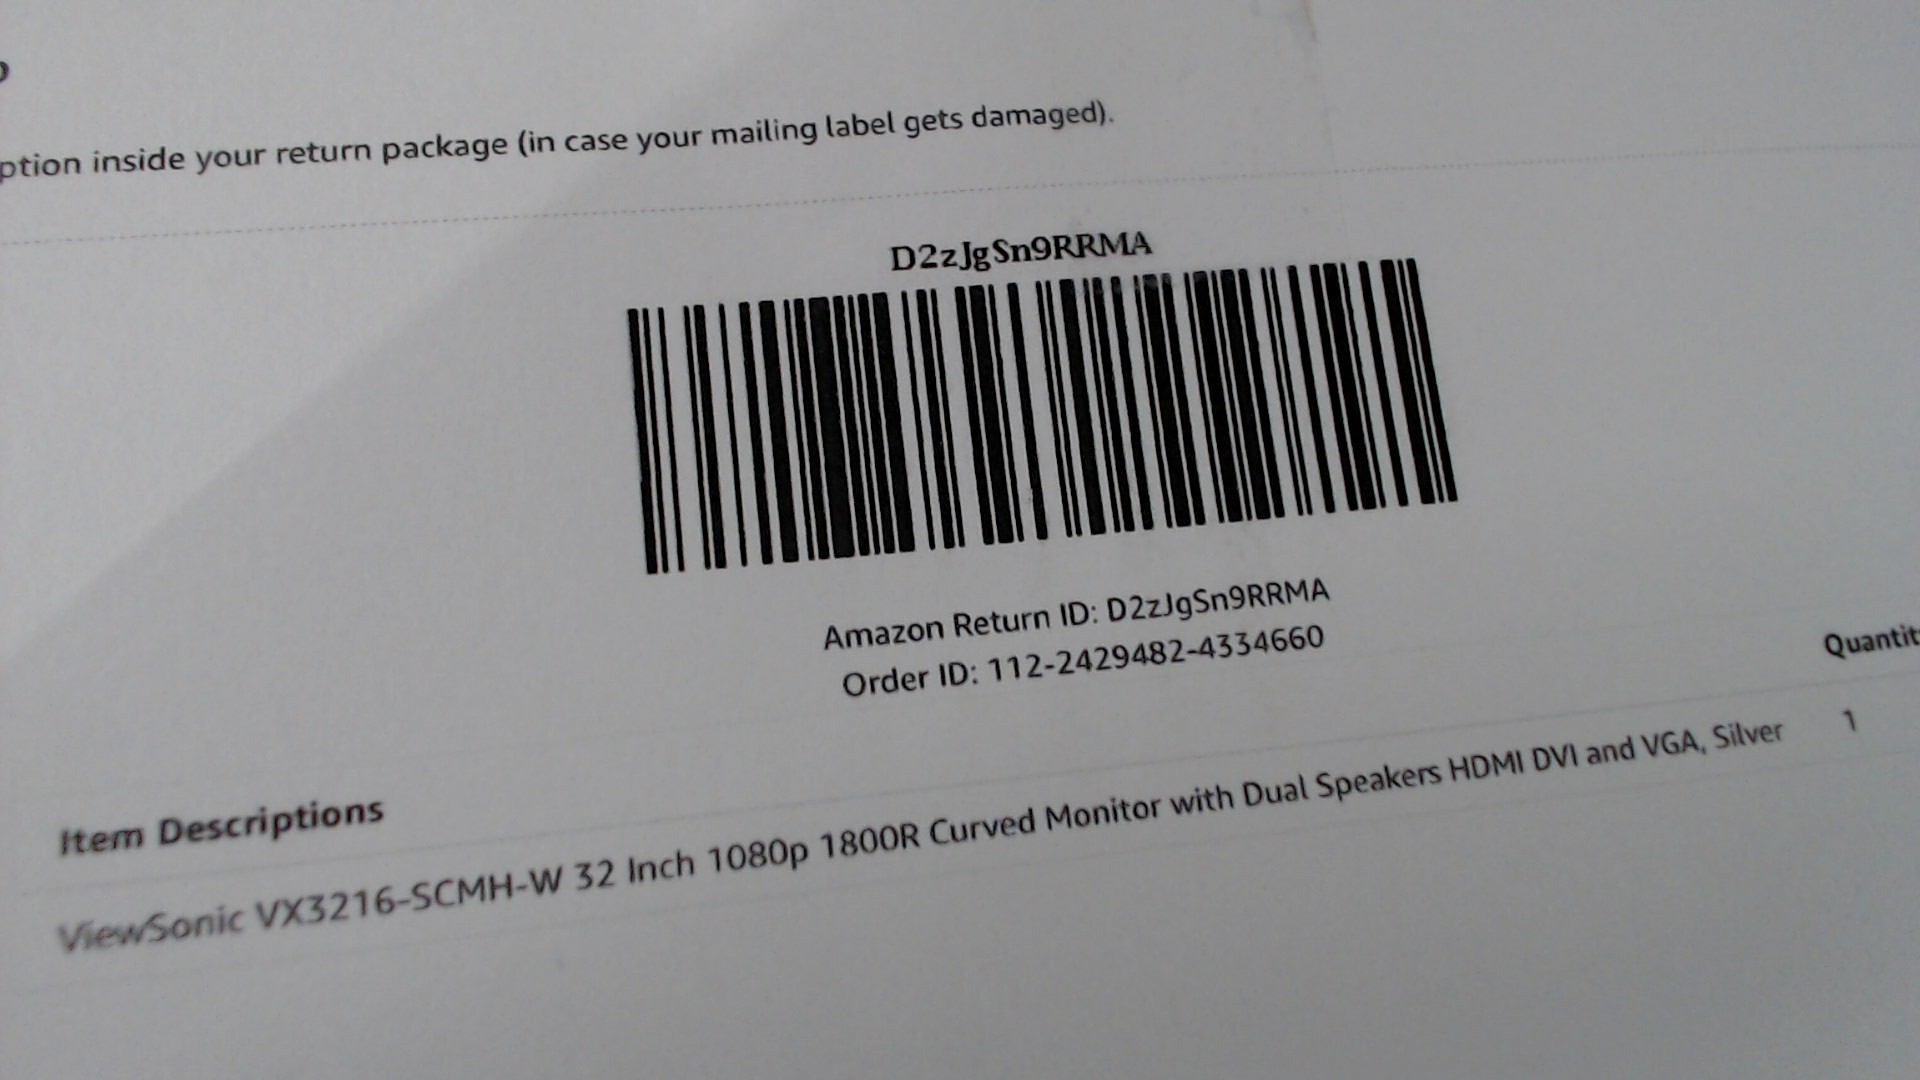 inside your return package (in case your mailing label gets damaged).
D2zJgSn9RRMA
Amazon Return ID: D2zJgSn9RRMA
Order ID: 112-2429482-4334660
Quantit
Item Descriptions
ViewSonic VX3216-SCMH-W 32 Inch 1080p 1800R Curved Monitor with Dual Speakers HDMI DVI and VGA, Silver 1